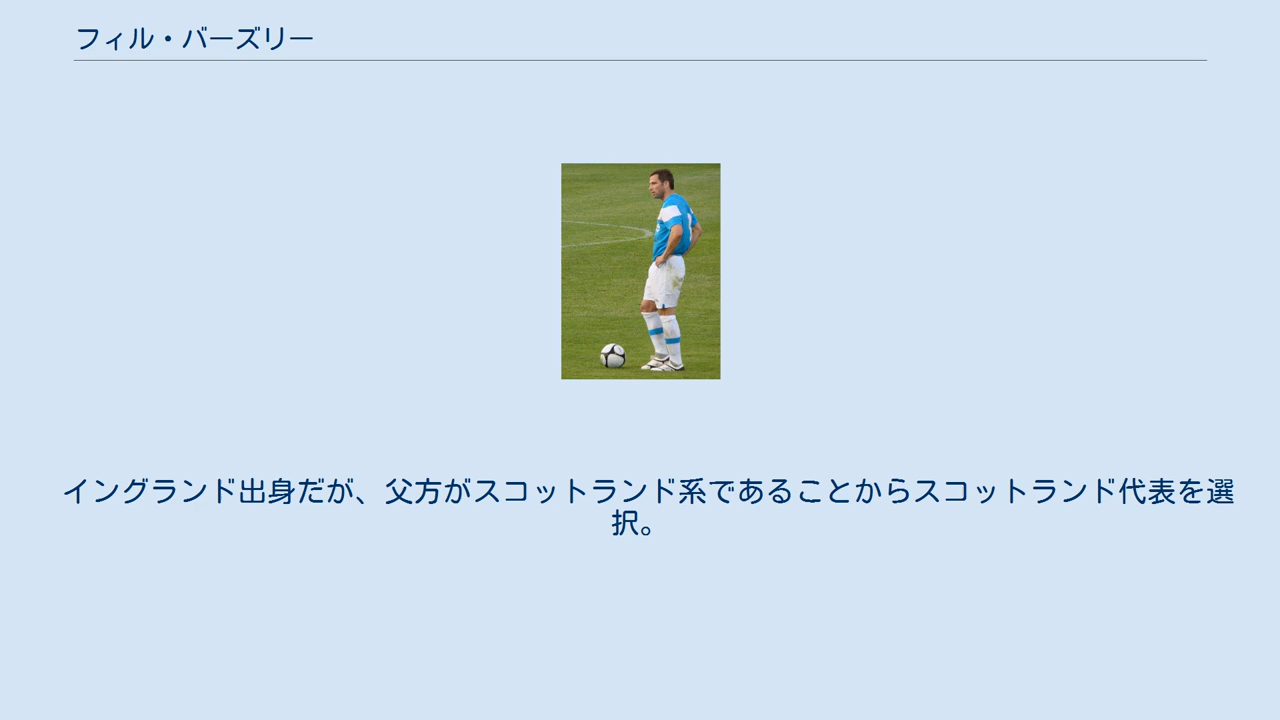 フィル・バーズリー
イングランド出身だが、父方がスコットランド系であることからスコットランド代表を選
択。